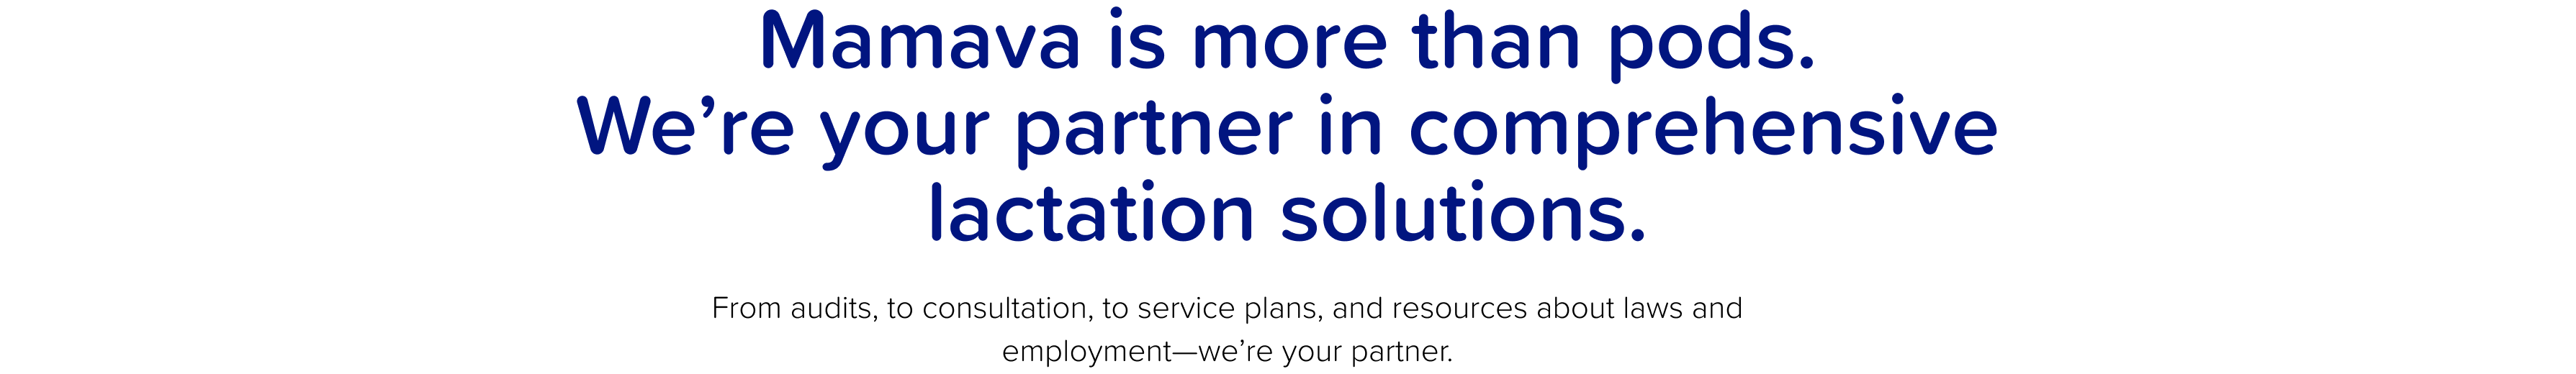 Mamava is more than pods.
We’re your partner in comprehensive
lactation solutions.
From audits, to consultation, to service plans, and resources about laws and
employment—we’re your partner.